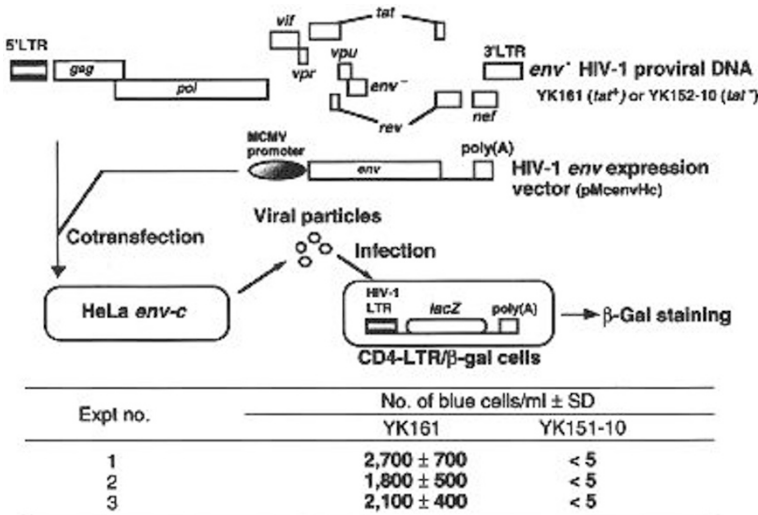 vif
tat
5'LTR
vpu
3'LTR
gag
vpr
env⁻ HIV-1 proviral DNA
pol
env⁻
YK161 (tat⁺) or YK152-10 (tat⁻)
rev
nef
MCMV
promoter
poly(A)
env
HIV-1 env expression
vector (pMcenvHc)
Viral particles
Cotransfection
Infection
HeLa env-c
HIV-1
LTR
lacZ
poly(A)
β-Gal staining
CD4-LTR/β-gal cells
Expt no.
No. of blue cells/ml ± SD
YK161 YK151-10
1 2,700 ± 700 < 5
2 1,800 ± 500 < 5
3 2,100 ± 400 < 5